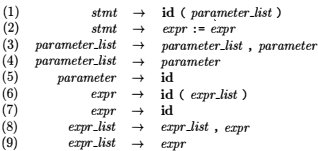 (1) stmt → id ( parameter_list )
(2) stmt → expr := expr
(3) parameter_list → parameter_list , parameter
(4) parameter_list → parameter
(5) parameter → id
(6) expr → id ( expr_list )
(7) expr → id
(8) expr_list → expr_list , expr
(9) expr_list → expr